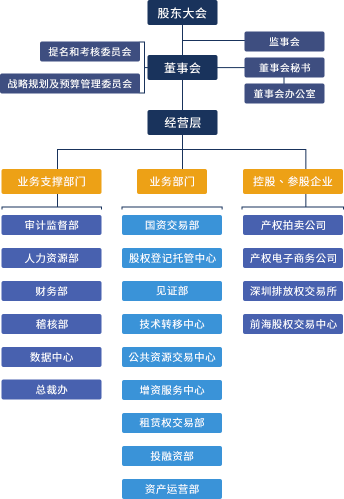 股东大会
监事会
提名和考核委员会
董事会
董事会秘书
战略规划及预算管理委员会
董事会办公室
经营层
业务支撑部门
业务部门
控股、参股企业
审计监督部
国资交易部
产权拍卖公司
人力资源部
股权登记托管中心
产权电子商务公司
财务部
见证部
深圳排放权交易所
稽核部
技术转移中心
前海股权交易中心
数据中心
公共资源交易中心
总裁办
增资服务中心
租赁权交易部
投融资部
资产运营部